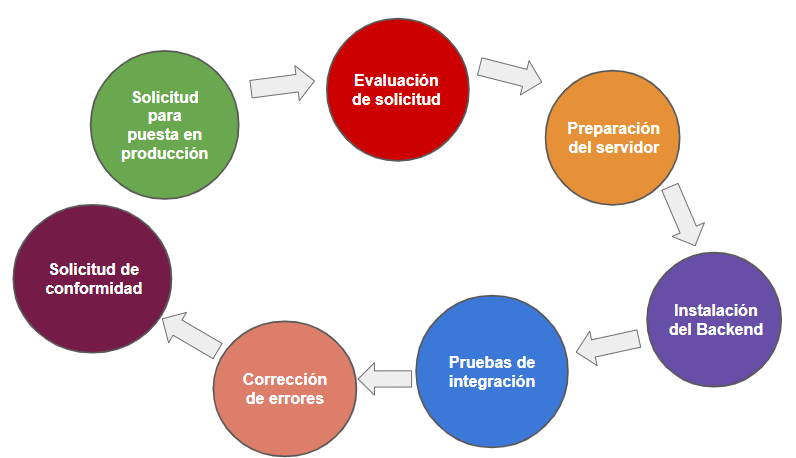 Solicitud
para
puesta en
producción
Evaluación
de solicitud
Preparación
del servidor
Instalación
del Backend
Pruebas de
integración
Corrección
de errores
Solicitud de
conformidad